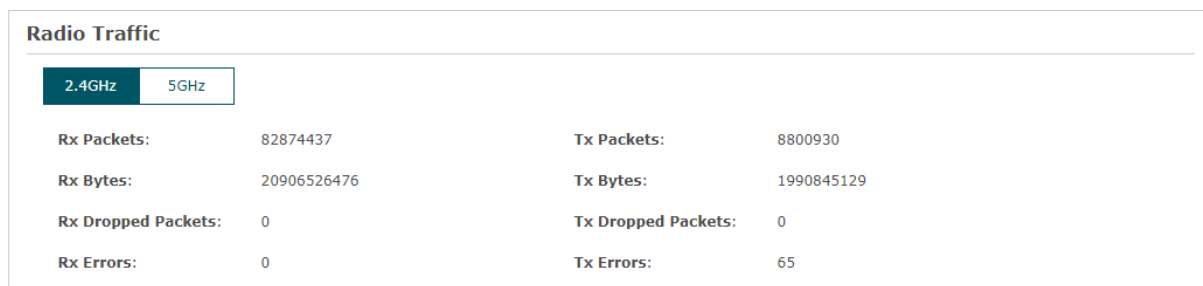 Radio Traffic
2.4GHz 5GHz
Rx Packets: 82874437 Tx Packets: 8800930
Rx Bytes: 20906526476 Tx Bytes: 1990845129
Rx Dropped Packets: 0 Tx Dropped Packets: 0
Rx Errors: 0 Tx Errors: 65